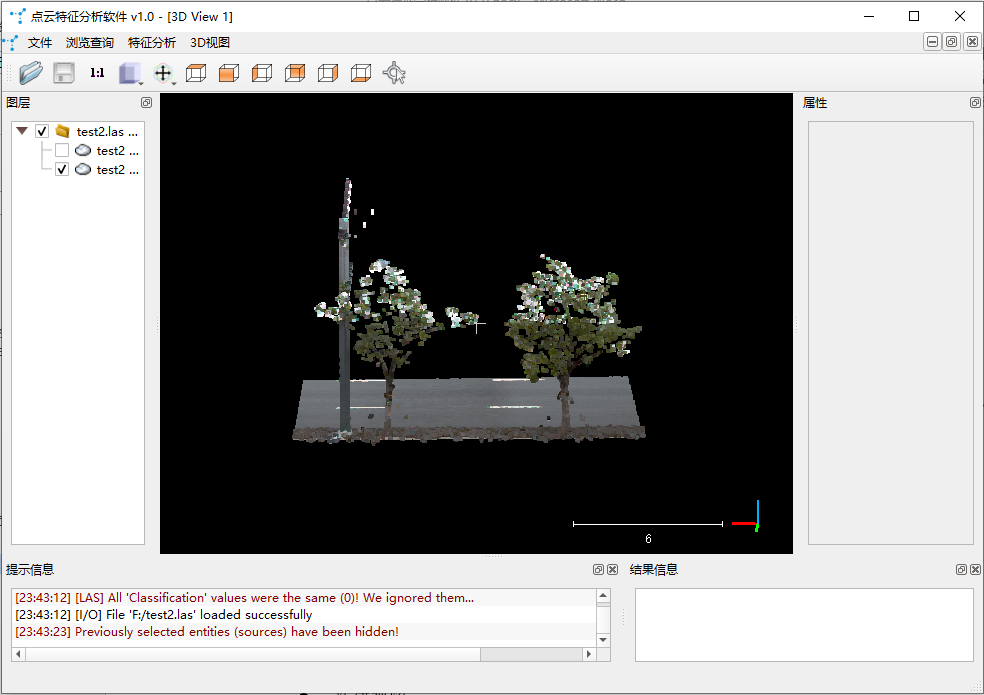 点云特征分析软件 v1.0 - [3D View 1]
文件 浏览查询 特征分析 3D视图
1:1
图层
属性
test2.las ...
test2 ...
test2 ...
6
提示信息
结果信息
[23:43:12] [LAS] All 'Classification' values were the same (0)! We ignored them...
[23:43:12] [I/O] File 'F:/test2.las' loaded successfully
[23:43:23] Previously selected entities (sources) have been hidden!